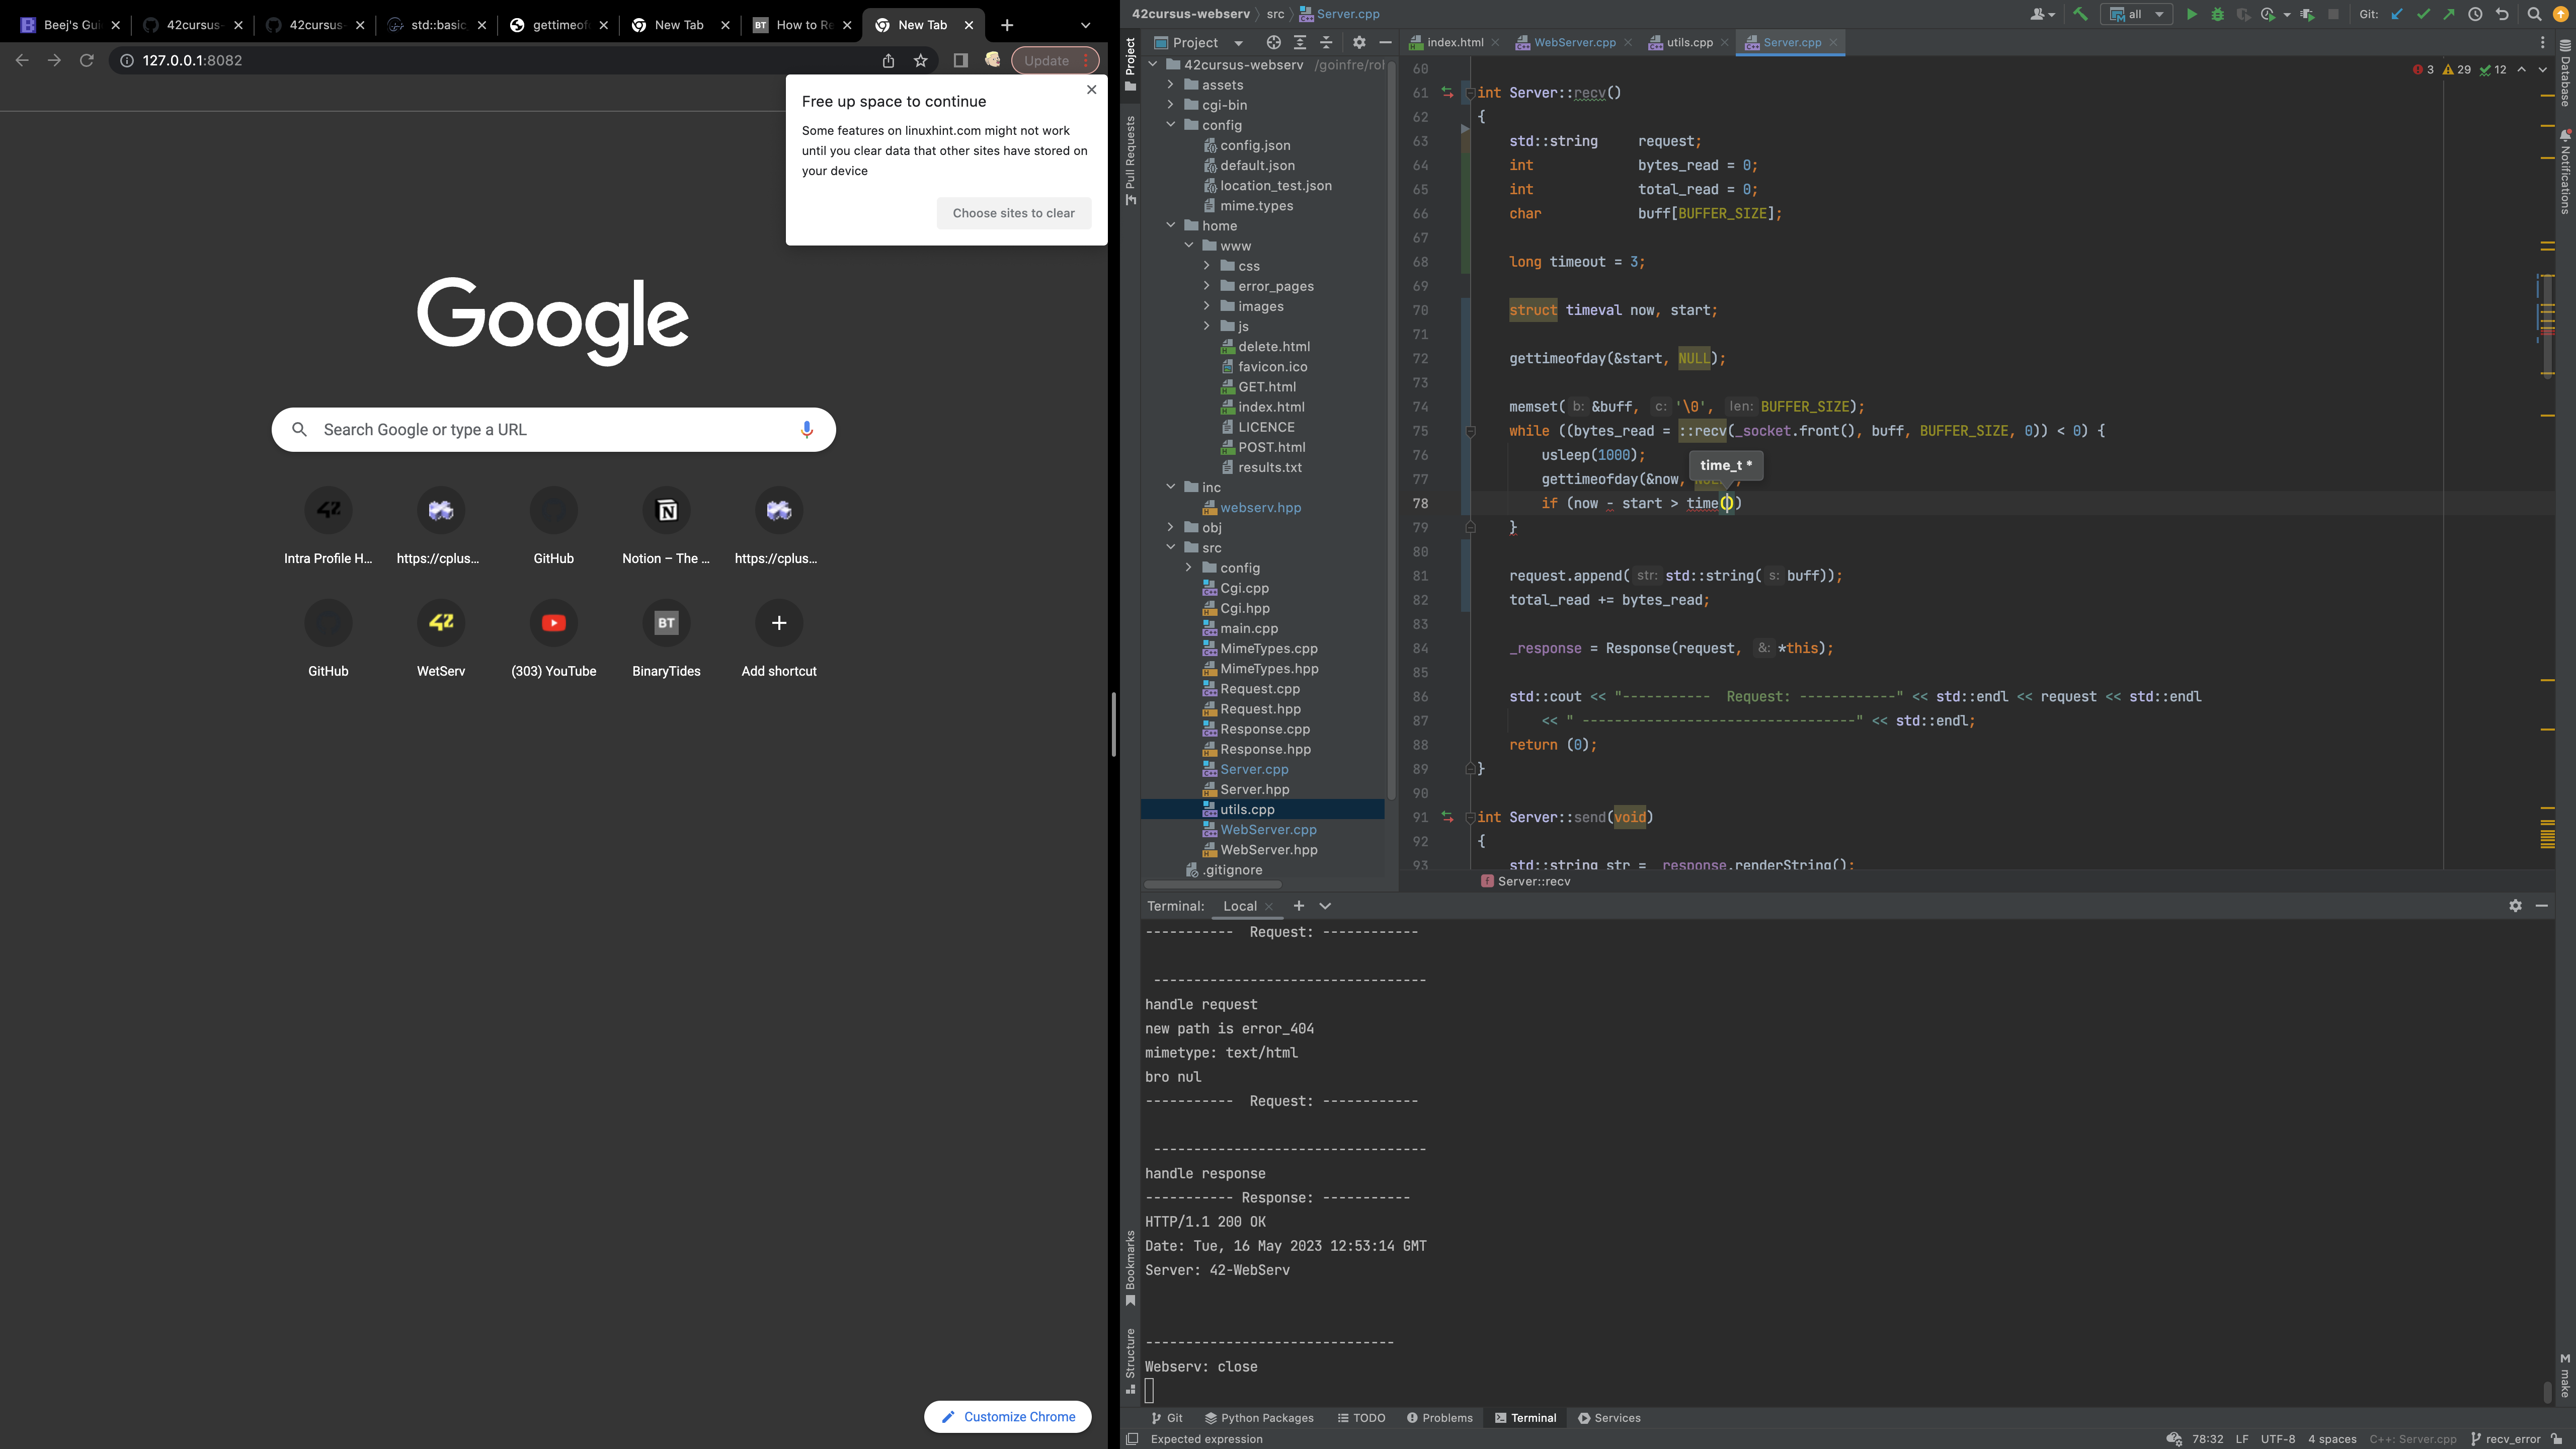 Beej's Gui
42cursus-
42cursus-
std::basic_
gettimeofd
New Tab
How to Re
New Tab
127.0.0.1:8082
Update
Free up space to continue
Some features on linuxhint.com might not work
until you clear data that other sites have stored on
your device
Choose sites to clear
Google
Search Google or type a URL
Intra Profile H...
https://cplus...
GitHub
Notion – The ...
https://cplus...
GitHub
WetServ
(303) YouTube
BT
BinaryTides
Add shortcut
Customize Chrome
42cursus-webserv
src
Server.cpp
all
Git:
Project
index.html
WebServer.cpp
utils.cpp
Server.cpp
Project
Pull Requests
Bookmarks
Structure
42cursus-webserv /goinfre/rol
assets
cgi-bin
config
config.json
default.json
location_test.json
mime.types
home
www
css
error_pages
images
js
delete.html
favicon.ico
GET.html
index.html
LICENCE
POST.html
results.txt
inc
webserv.hpp
obj
src
config
Cgi.cpp
Cgi.hpp
main.cpp
MimeTypes.cpp
MimeTypes.hpp
Request.cpp
Request.hpp
Response.cpp
Response.hpp
Server.cpp
Server.hpp
utils.cpp
WebServer.cpp
WebServer.hpp
.gitignore
3 29 12
60
61 int Server::recv()
62 {
63 std::string request;
64 int bytes_read = 0;
65 int total_read = 0;
66 char buff[BUFFER_SIZE];
67
68 long timeout = 3;
69
70 struct timeval now, start;
71
72 gettimeofday(&start, NULL);
73
74 memset( b: &buff, c: '\0', len: BUFFER_SIZE);
75 while ((bytes_read = ::recv(_socket.front(), buff, BUFFER_SIZE, 0)) < 0) {
76 usleep(1000);
time_t *
77 gettimeofday(&now,
78 if (now - start > time())
79 }
80
81 request.append( str: std::string( s: buff));
82 total_read += bytes_read;
83
84 _response = Response(request, &: *this);
85
86 std::cout << "-----------  Request: ------------" << std::endl << request << std::endl
87 << " ----------------------------------" << std::endl;
88 return (0);
89 }
90
91 int Server::send(void)
92 {
93 std::string str = _response.renderString();
Server::recv
Database
Notifications
make
Terminal:
Local
-----------  Request: ------------
----------------------------------
handle request
new path is error_404
mimetype: text/html
bro nul
-----------  Request: ------------
----------------------------------
handle response
----------- Response: -----------
HTTP/1.1 200 OK
Date: Tue, 16 May 2023 12:53:14 GMT
Server: 42-WebServ
-------------------------------
Webserv: close
Git
Python Packages
TODO
Problems
Terminal
Services
Expected expression
78:32 LF UTF-8 4 spaces C++: Server.cpp recv_error